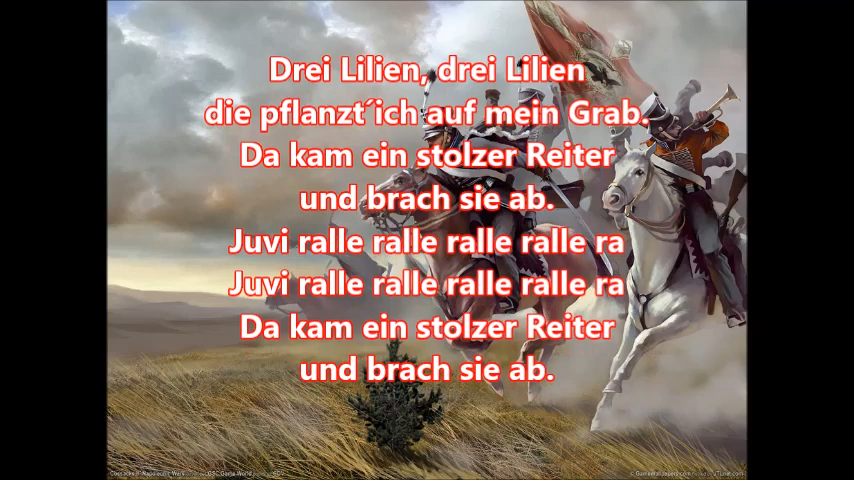 Drei Lilien, drei Lilien
die pflanzt´ich auf mein Grab.
Da kam ein stolzer Reiter
und brach sie ab.
Juvi ralle ralle ralle ralle ra
Juvi ralle ralle ralle ralle ra
Da kam ein stolzer Reiter
und brach sie ab.